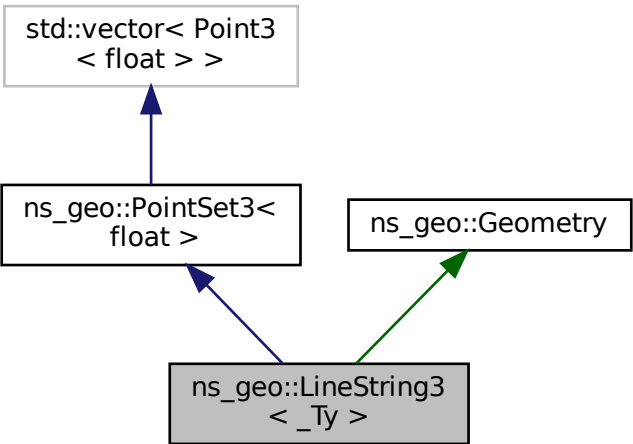 std::vector< Point3
< float > >
ns_geo::PointSet3<
float >
ns_geo::Geometry
ns_geo::LineString3
< _Ty >